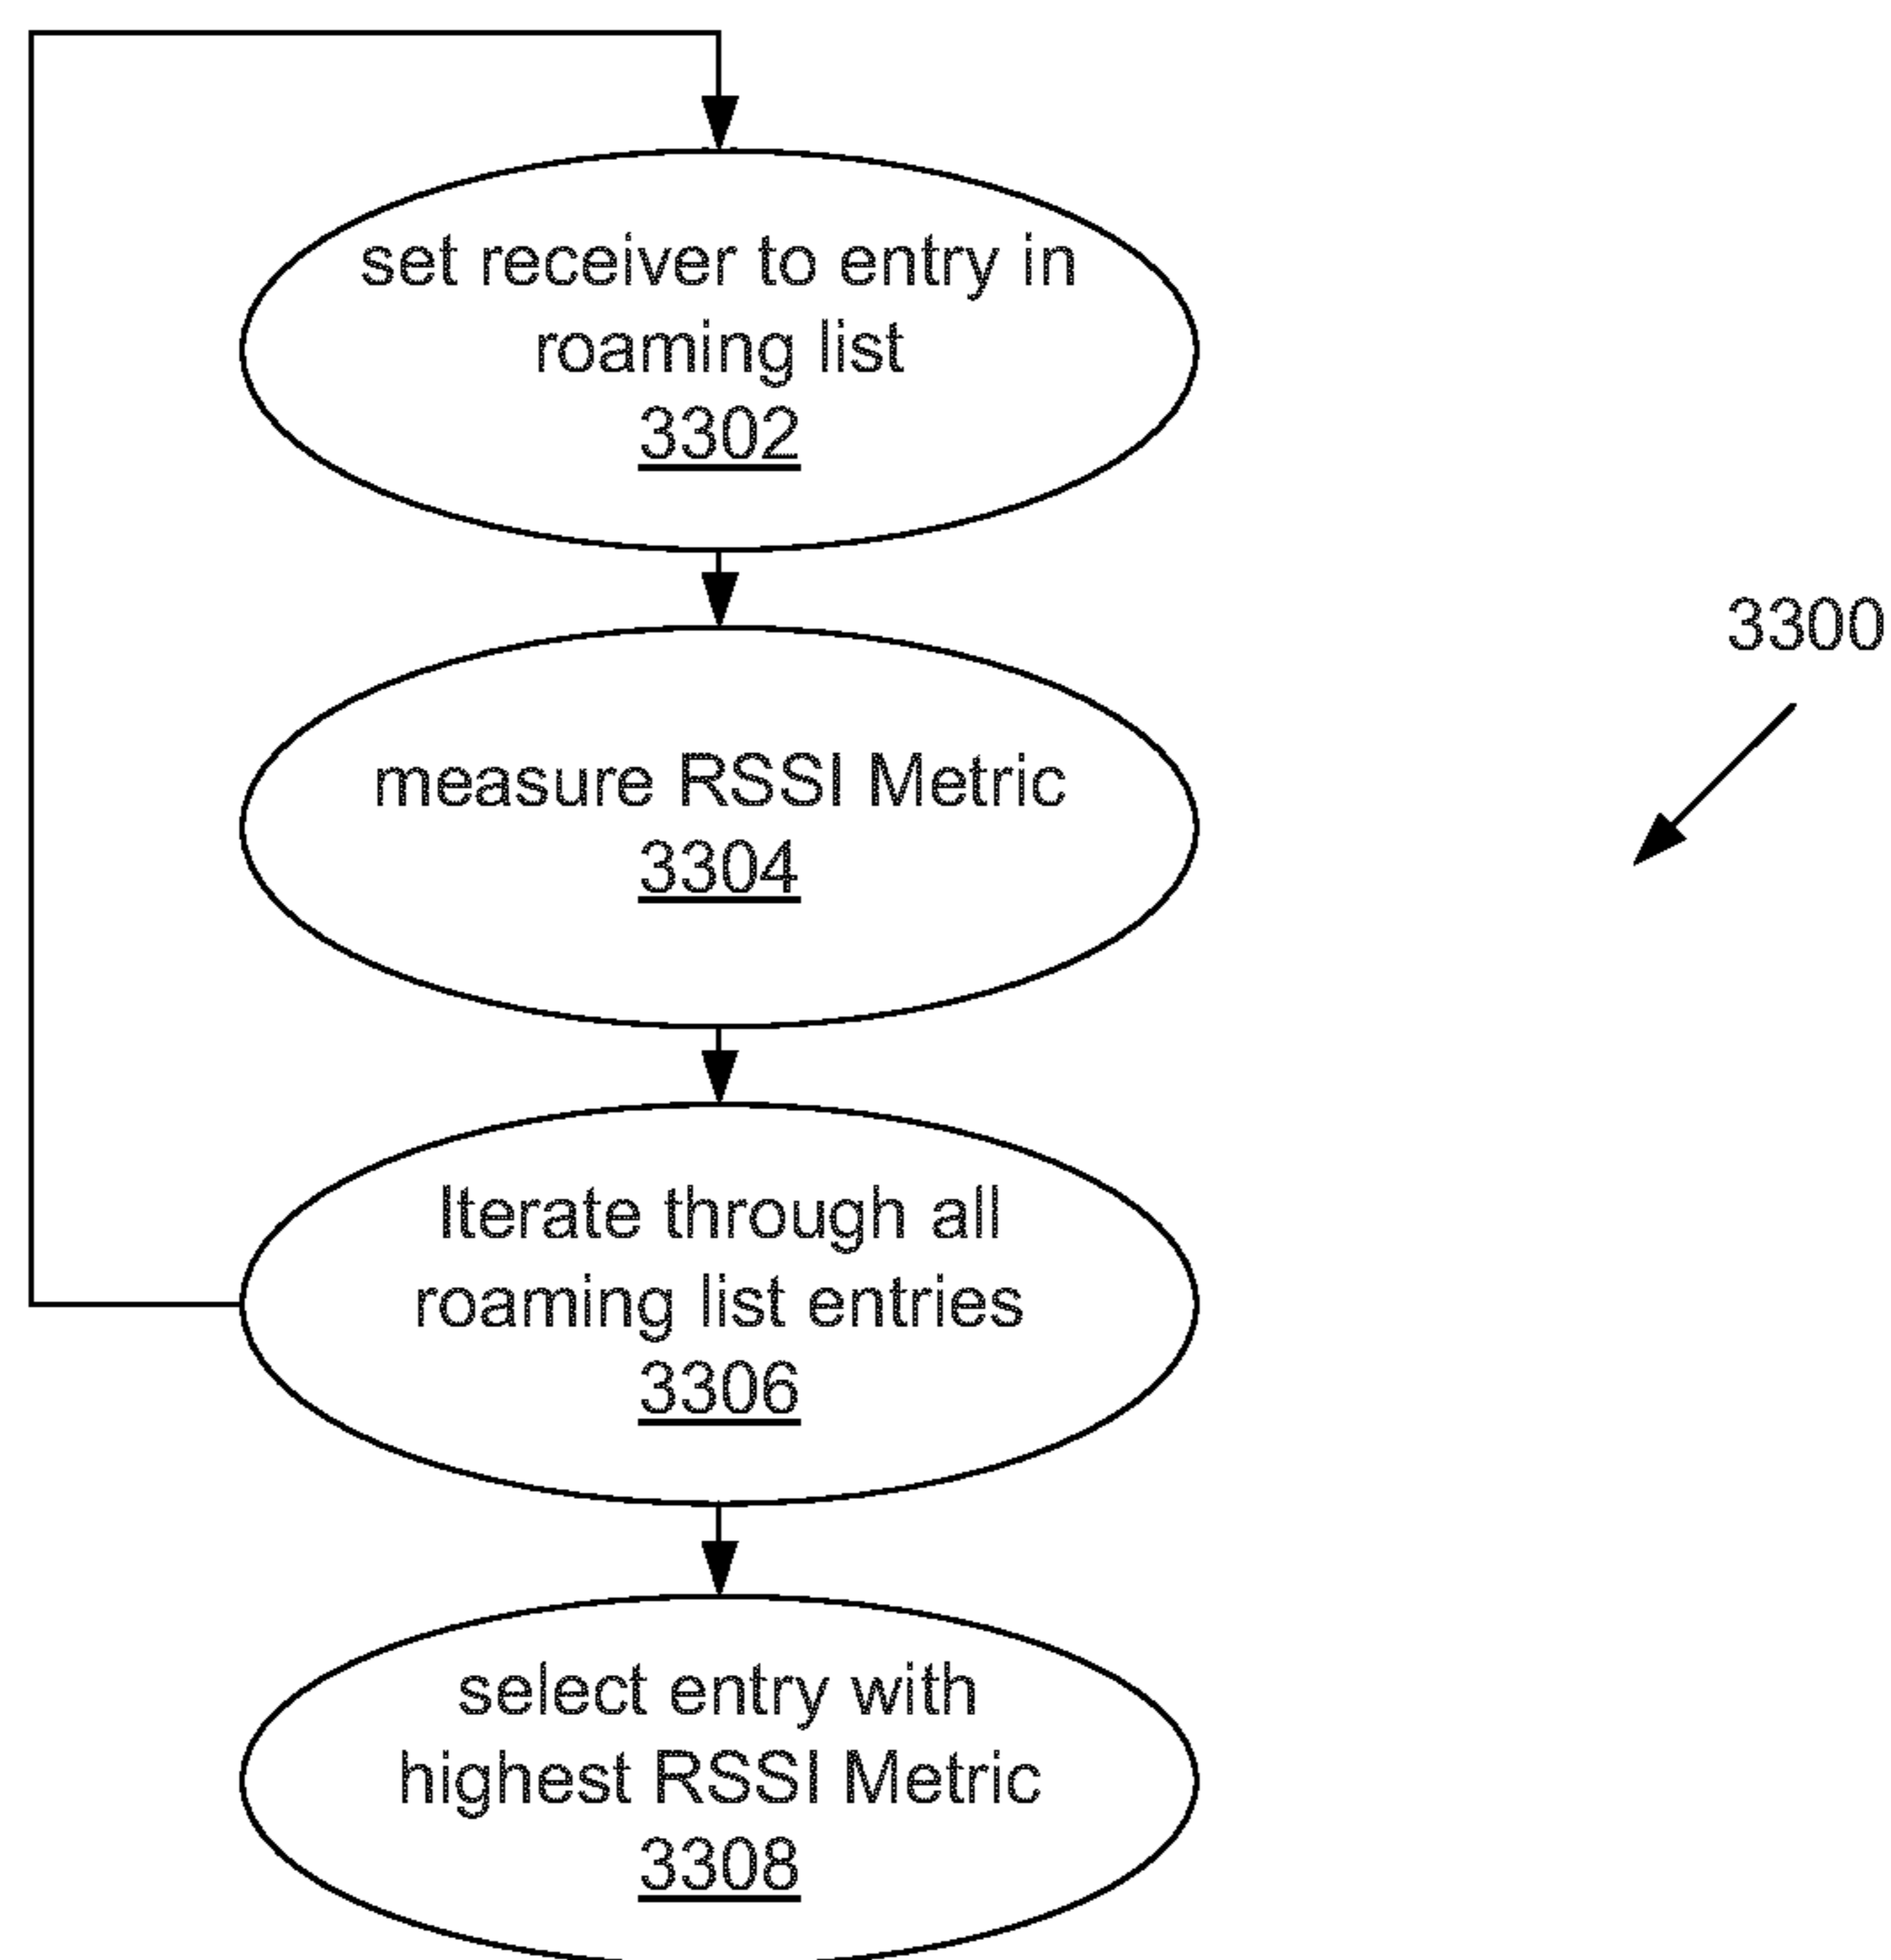 set receiver to entry in
roaming list
3302
3300
measure RSSI Metric
3304
Iterate through all
roaming list entries
3306
select entry with
highest RSSI Metric
3308